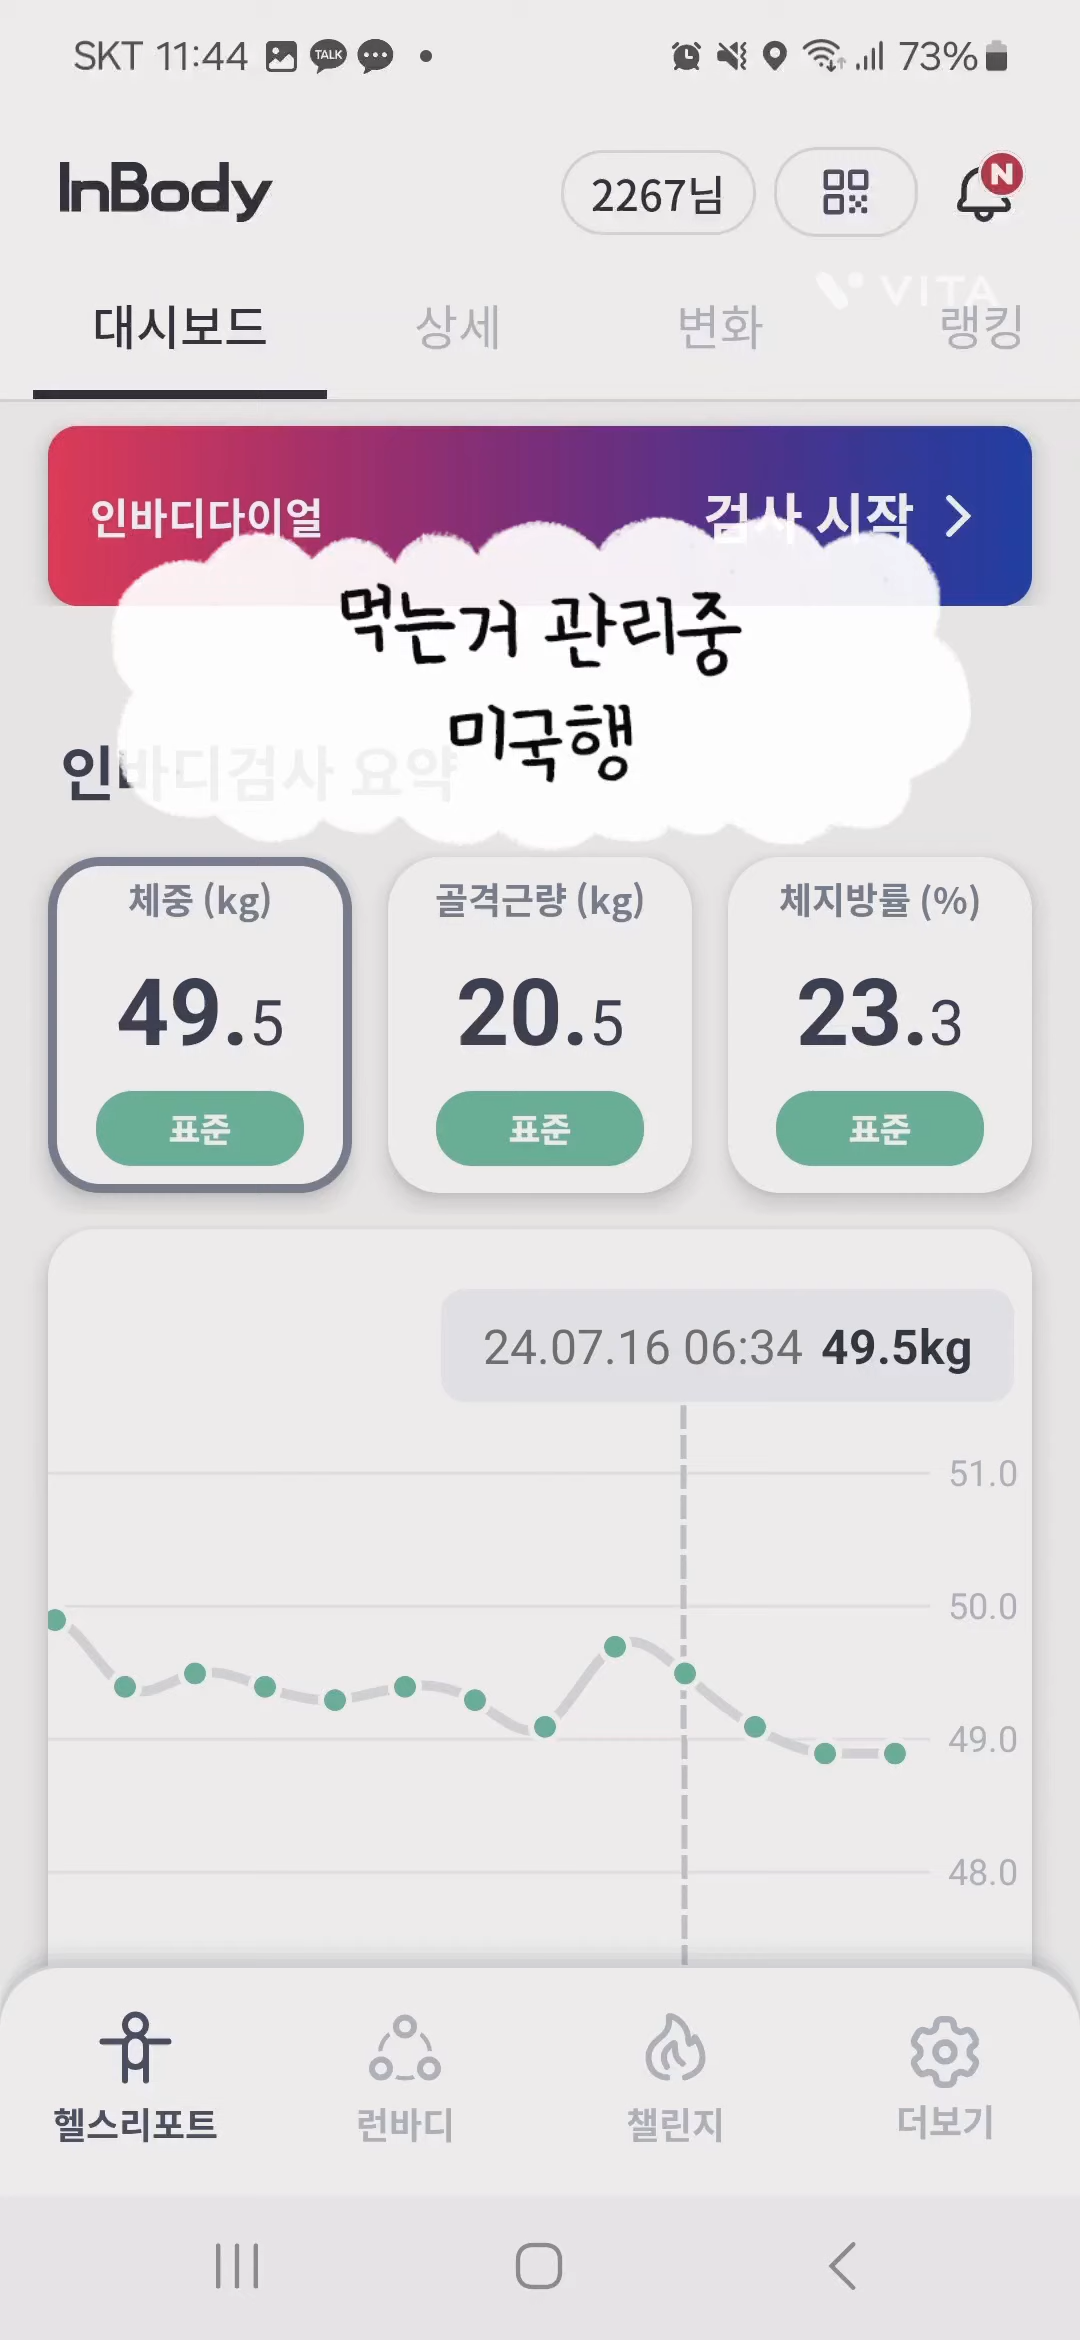 SKT 11:44 TALK 73%
InBody 2267님 N
VITA
대시보드 상세 변화 랭킹
인바디다이얼 검사 시작
먹는거 관리중
미국행
인바디검사 요약
체중 (kg) 골격근량 (kg) 체지방률 (%)
49.5 20.5 23.3
표준 표준 표준
24.07.16 06:34 49.5kg
51.0
50.0
49.0
48.0
헬스리포트 런바디 챌린지 더보기